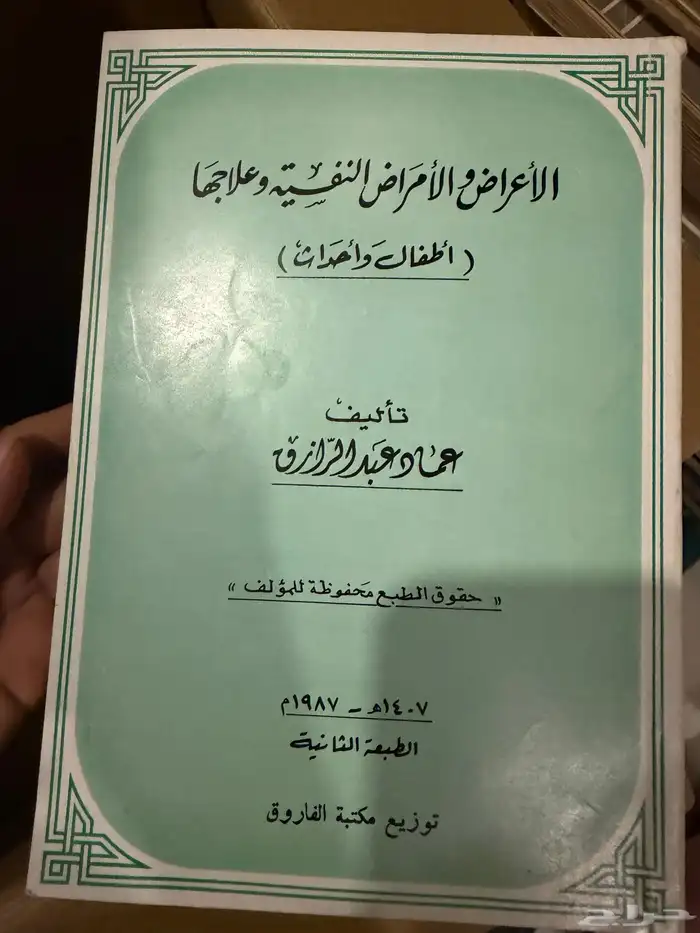 الأعراض والأمراض النفسية وعلاجها
(أطفال وأحداث)
تأليف
عماد عبد الرازق
« حقوق الطبع محفوظة للمؤلف »
١٤٠٧هـ - ١٩٨٧م
الطبعة الثانية
توزيع مكتبة الفاروق
حراج